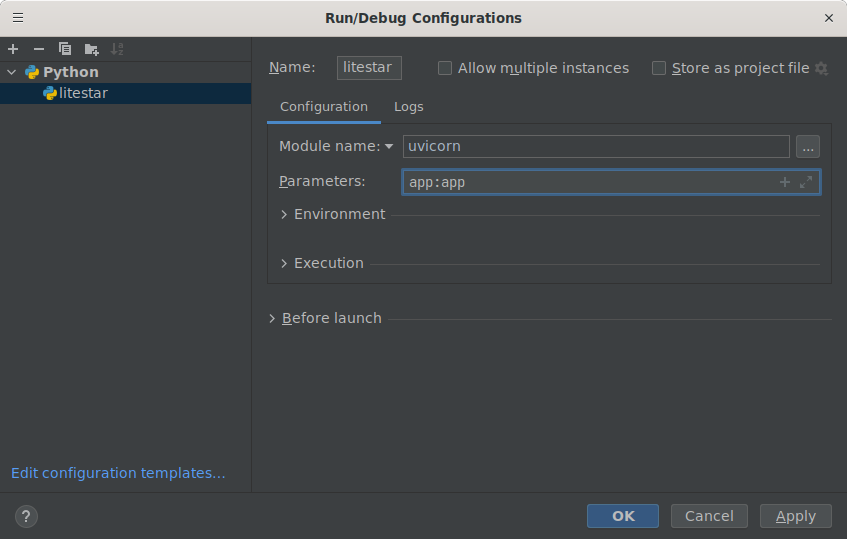 Run/Debug Configurations
Python
litestar
Name: litestar
Allow multiple instances
Store as project file
Configuration
Logs
Module name: uvicorn
...
Parameters: app:app
Environment
Execution
Before launch
Edit configuration templates...
?
OK
Cancel
Apply